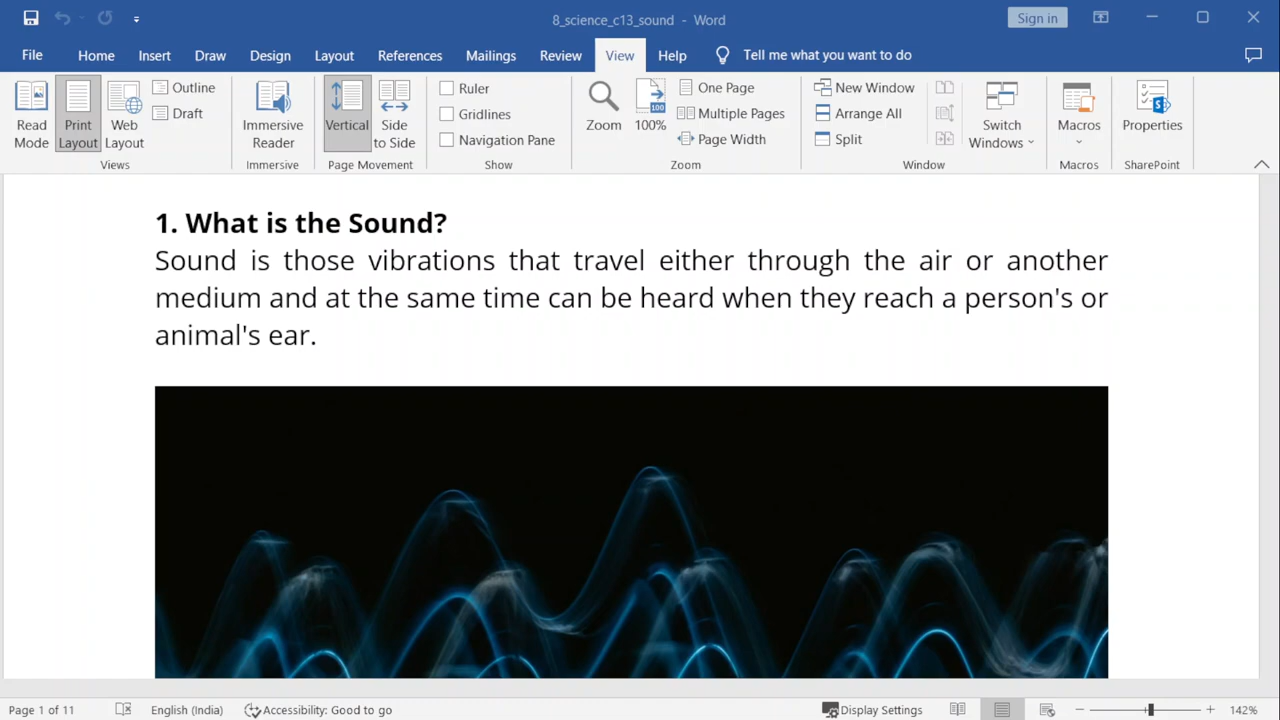 8_science_c13_sound - Word
Sign in
File Home Insert Draw Design Layout References Mailings Review View Help Tell me what you want to do
Read Mode
Print Layout
Web Layout
Outline
Draft
Views
Immersive Reader
Immersive
Vertical
Side to Side
Page Movement
Ruler
Gridlines
Navigation Pane
Show
Zoom
100
100%
One Page
Multiple Pages
Page Width
Zoom
New Window
Arrange All
Split
Switch Windows
Window
Macros
Macros
Properties
SharePoint
1. What is the Sound?
Sound is those vibrations that travel either through the air or another
medium and at the same time can be heard when they reach a person's or
animal's ear.
Page 1 of 11 English (India) Accessibility: Good to go Display Settings 142%